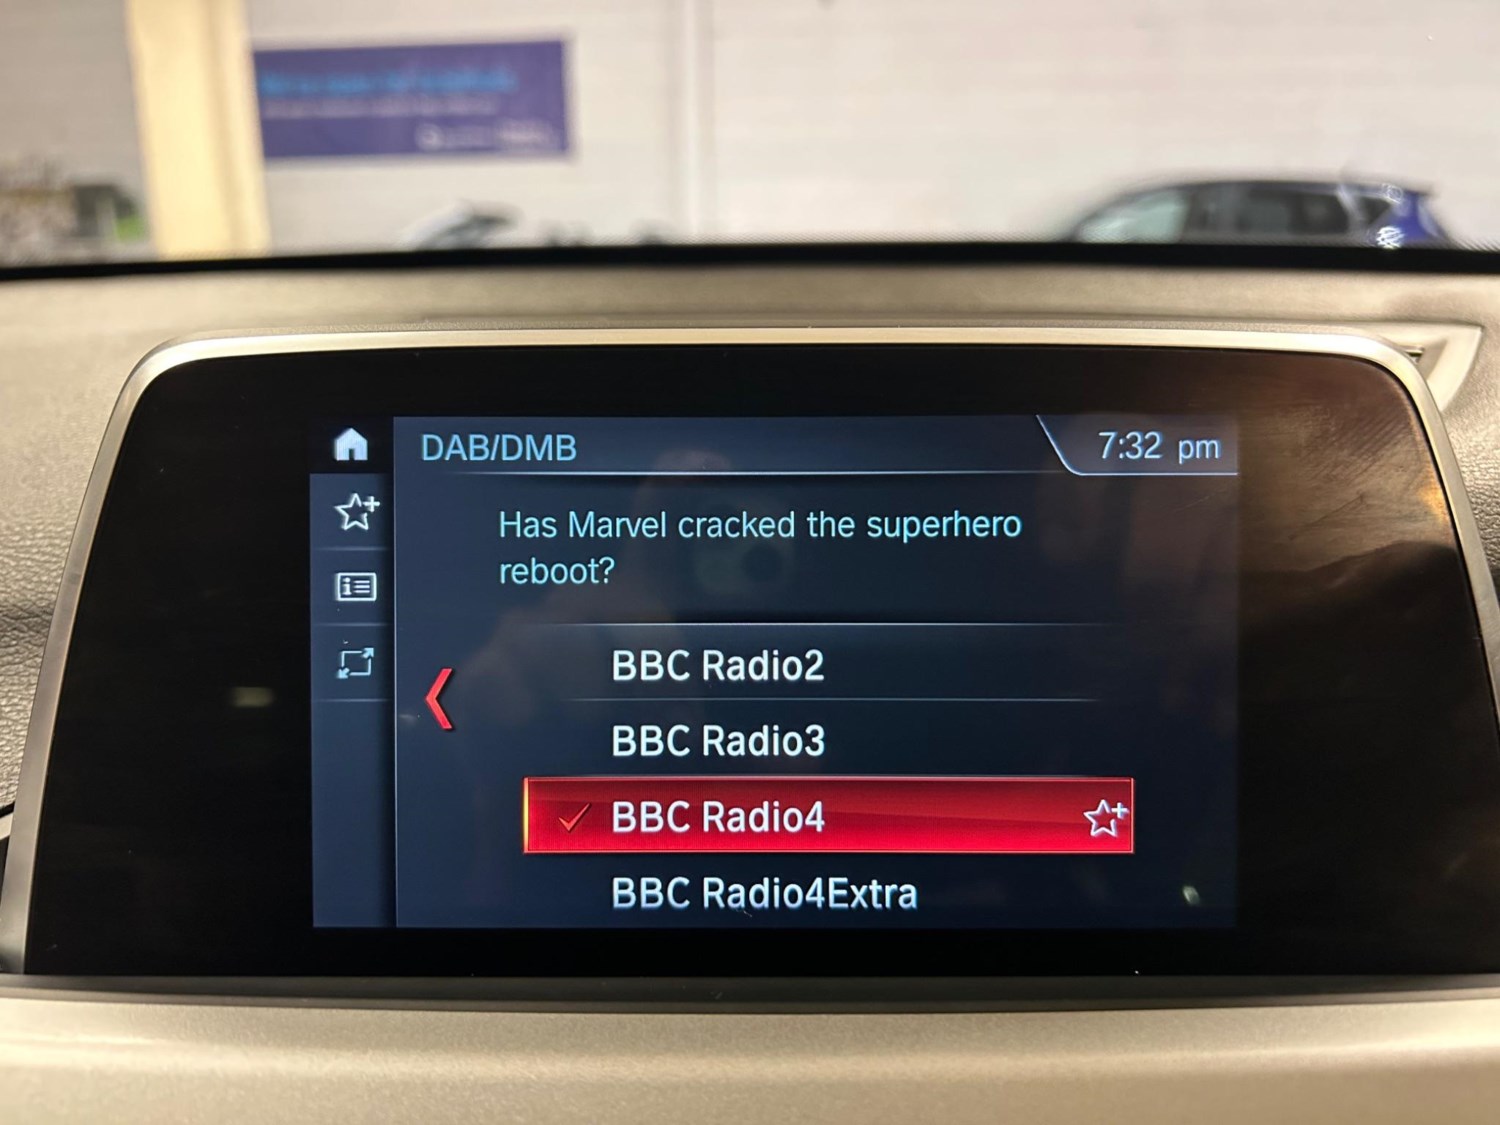 DAB/DMB
7:32 pm
Has Marvel cracked the superhero
reboot?
BBC Radio2
BBC Radio3
BBC Radio4
BBC Radio4Extra